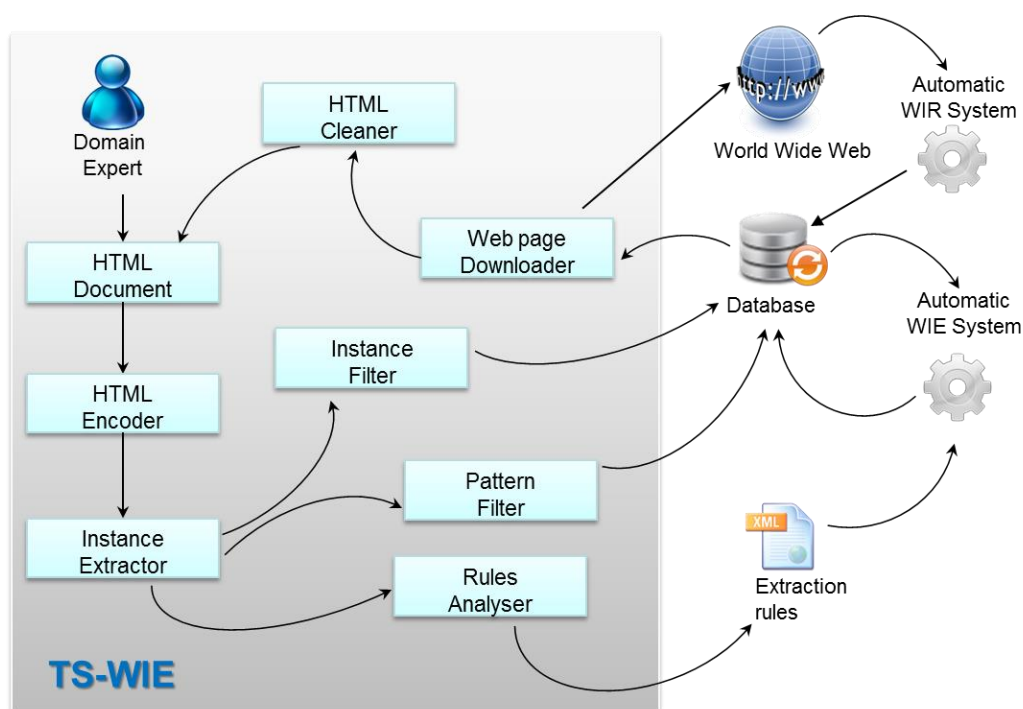 Domain
Expert
HTML
Cleaner
http://www
World Wide Web
Automatic
WIR System
HTML
Document
Web page
Downloader
Database
Automatic
WIE System
Instance
Filter
HTML
Encoder
Pattern
Filter
Instance
Extractor
Rules
Analyser
XML
Extraction
rules
TS-WIE